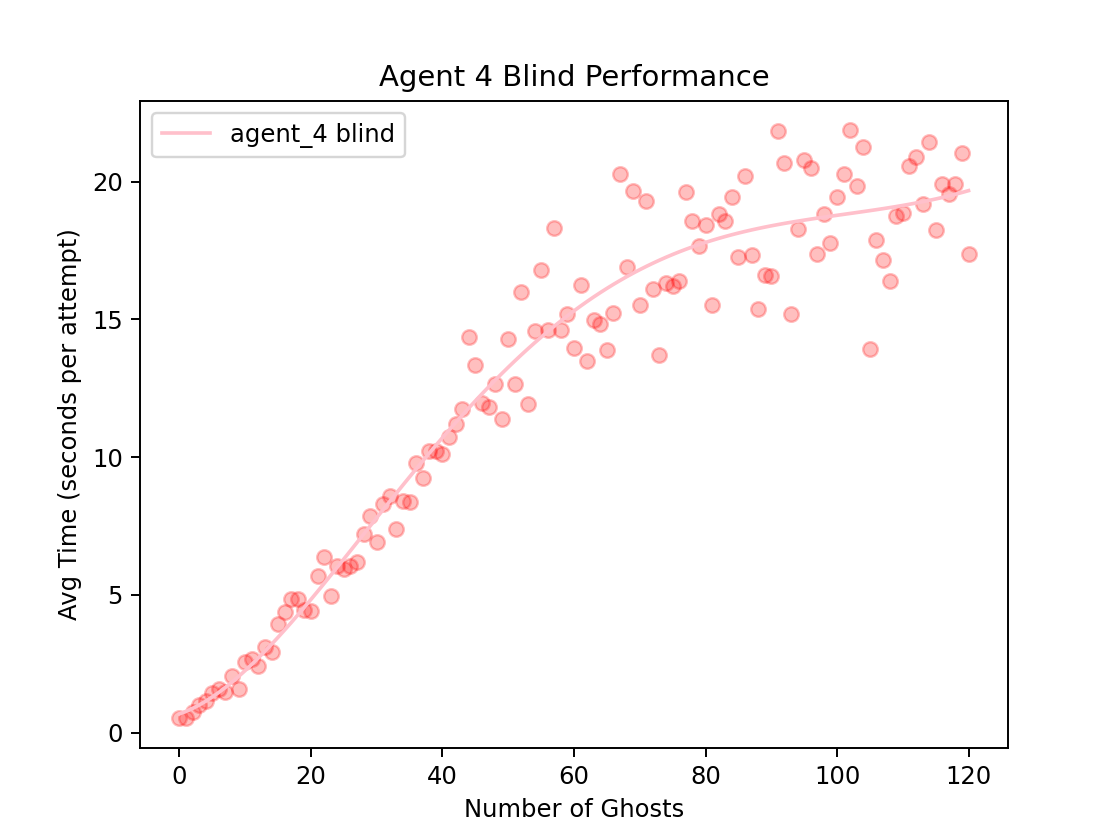 Agent 4 Blind Performance
agent_4 blind
Avg Time (seconds per attempt)
20
15
10
5
0
0 20 40 60 80 100 120
Number of Ghosts